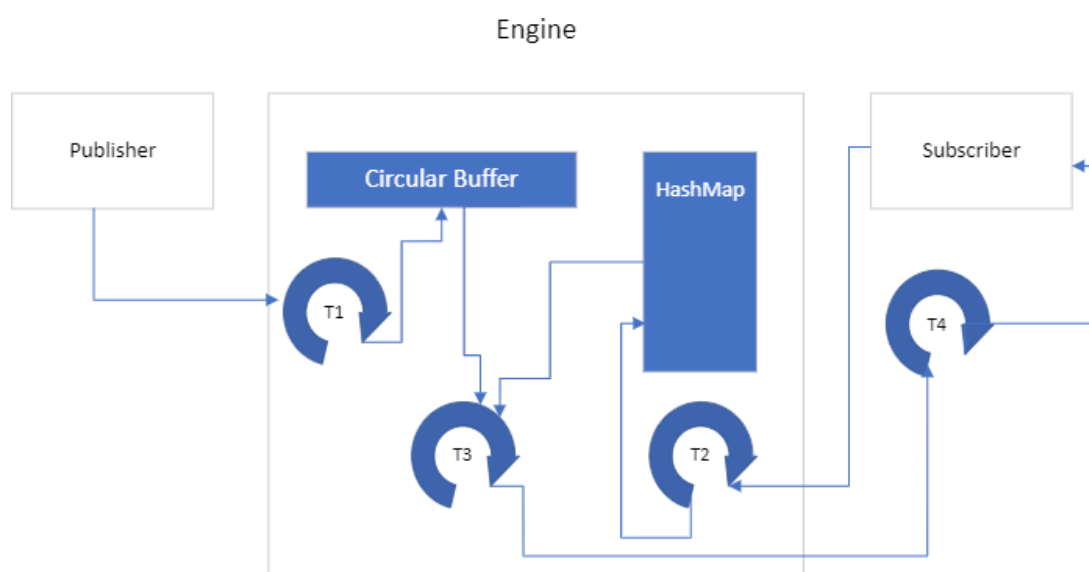 Engine
Publisher
Circular Buffer
HashMap
Subscriber
T1
T4
T3
T2